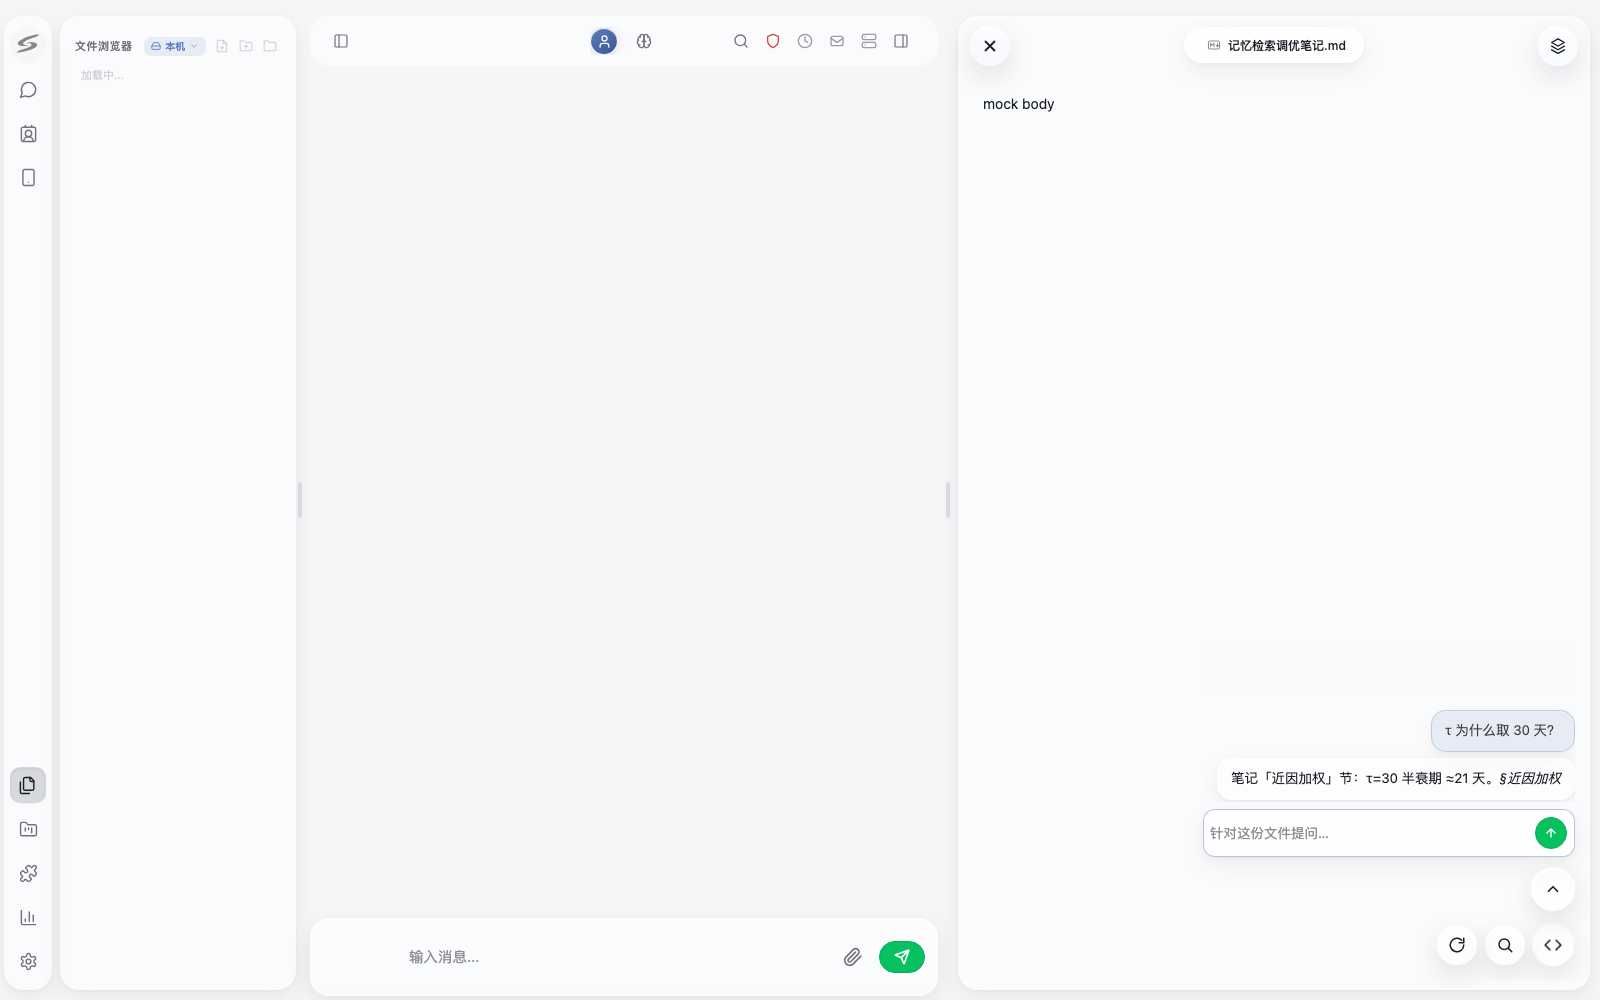 文件浏览器
本机
加载中...
输入消息...
记忆检索调优笔记.md
mock body
τ 为什么取 30 天?
笔记「近因加权」节：τ=30 半衰期 ≈21 天。§近因加权
针对这份文件提问...